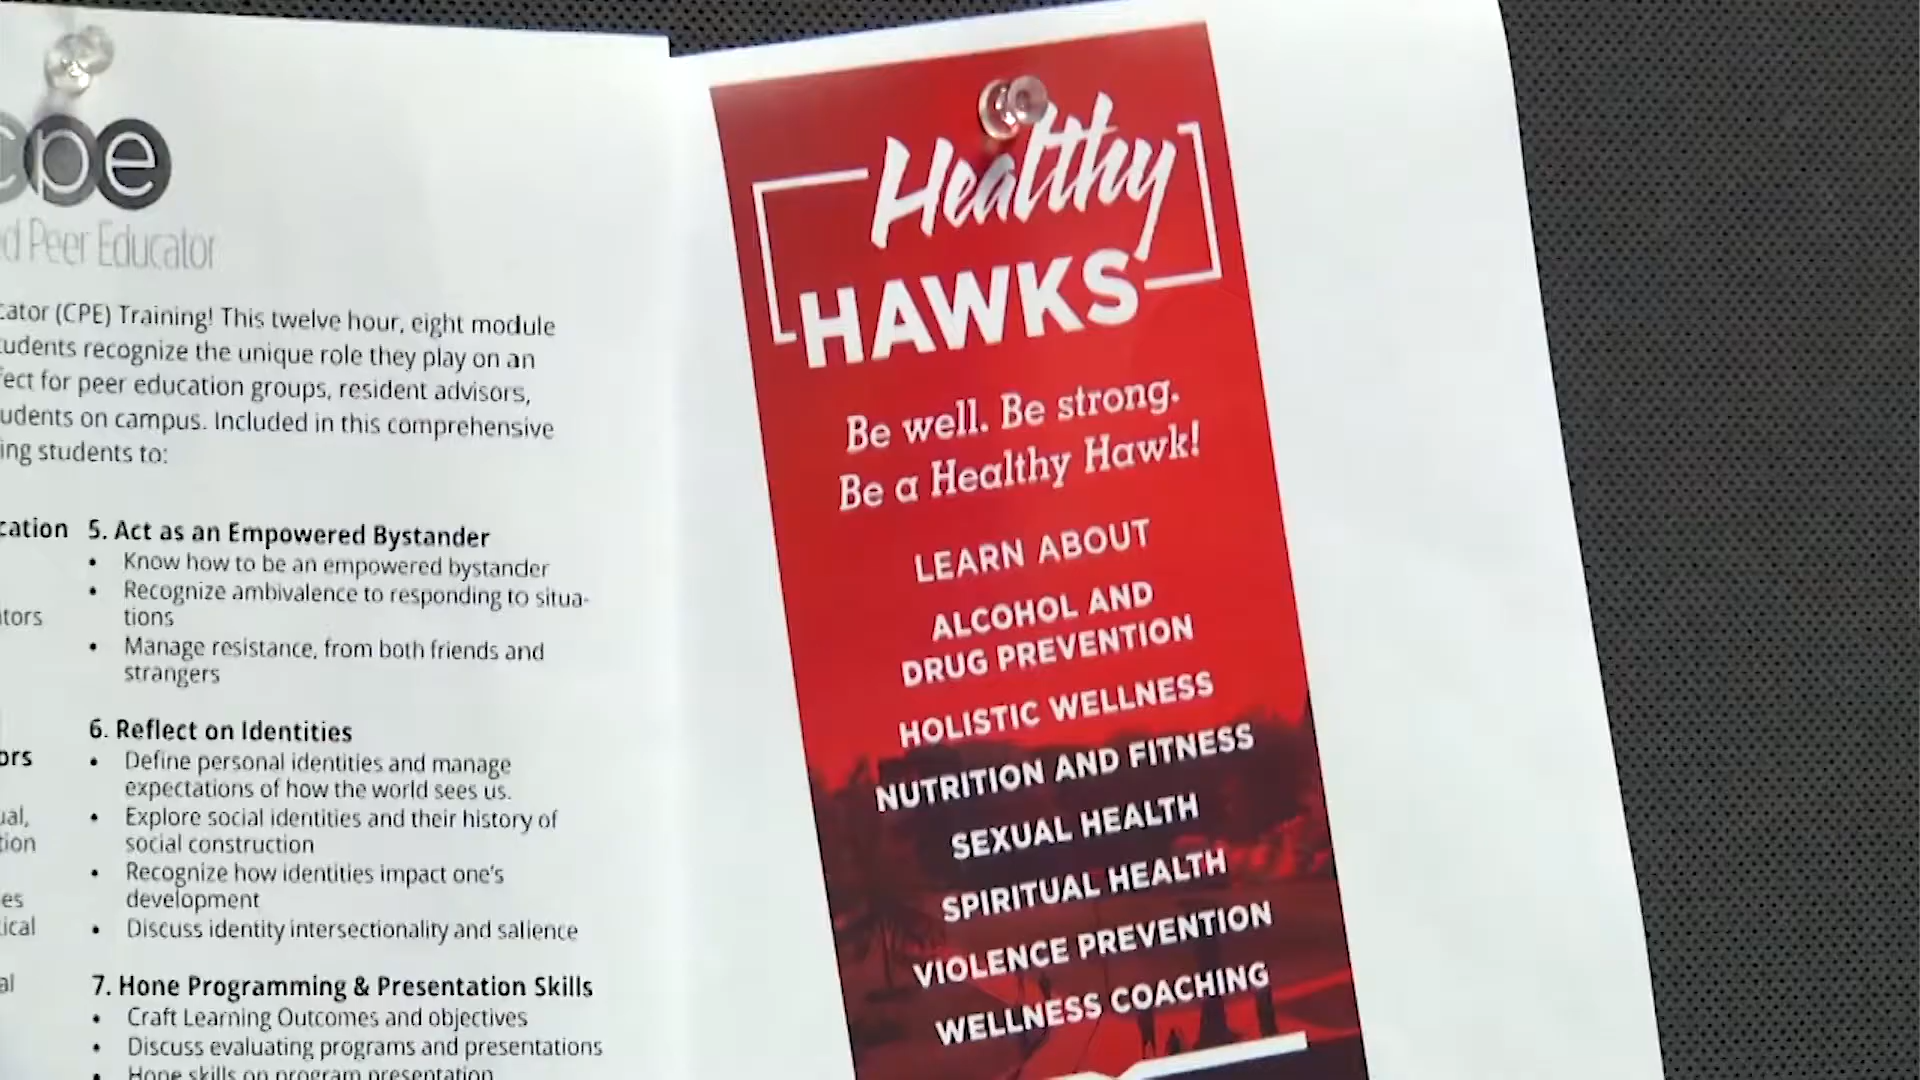 cpe
d Peer Educator
cator (CPE) Training! This twelve hour, eight module
tudents recognize the unique role they play on an
fect for peer education groups, resident advisors,
udents on campus. Included in this comprehensive
ing students to:
cation
tors
ors
ual,
tion
es
ical
al
5. Act as an Empowered Bystander
• Know how to be an empowered bystander
• Recognize ambivalence to responding to situa-
tions
• Manage resistance, from both friends and
strangers
6. Reflect on Identities
• Define personal identities and manage
expectations of how the world sees us.
• Explore social identities and their history of
social construction
• Recognize how identities impact one's
development
• Discuss identity intersectionality and salience
7. Hone Programming & Presentation Skills
• Craft Learning Outcomes and objectives
• Discuss evaluating programs and presentations
• Hone skills on program presentation
Healthy
HAWKS
Be well. Be strong.
Be a Healthy Hawk!
LEARN ABOUT
ALCOHOL AND
DRUG PREVENTION
HOLISTIC WELLNESS
NUTRITION AND FITNESS
SEXUAL HEALTH
SPIRITUAL HEALTH
VIOLENCE PREVENTION
WELLNESS COACHING